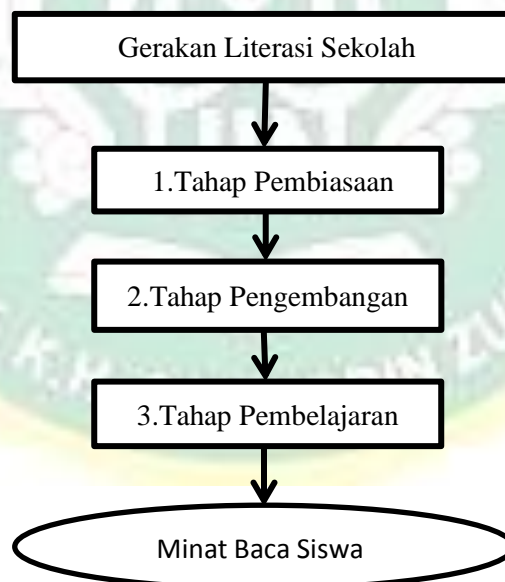 Gerakan Literasi Sekolah
1.Tahap Pembiasaan
2.Tahap Pengembangan
3.Tahap Pembelajaran
Minat Baca Siswa